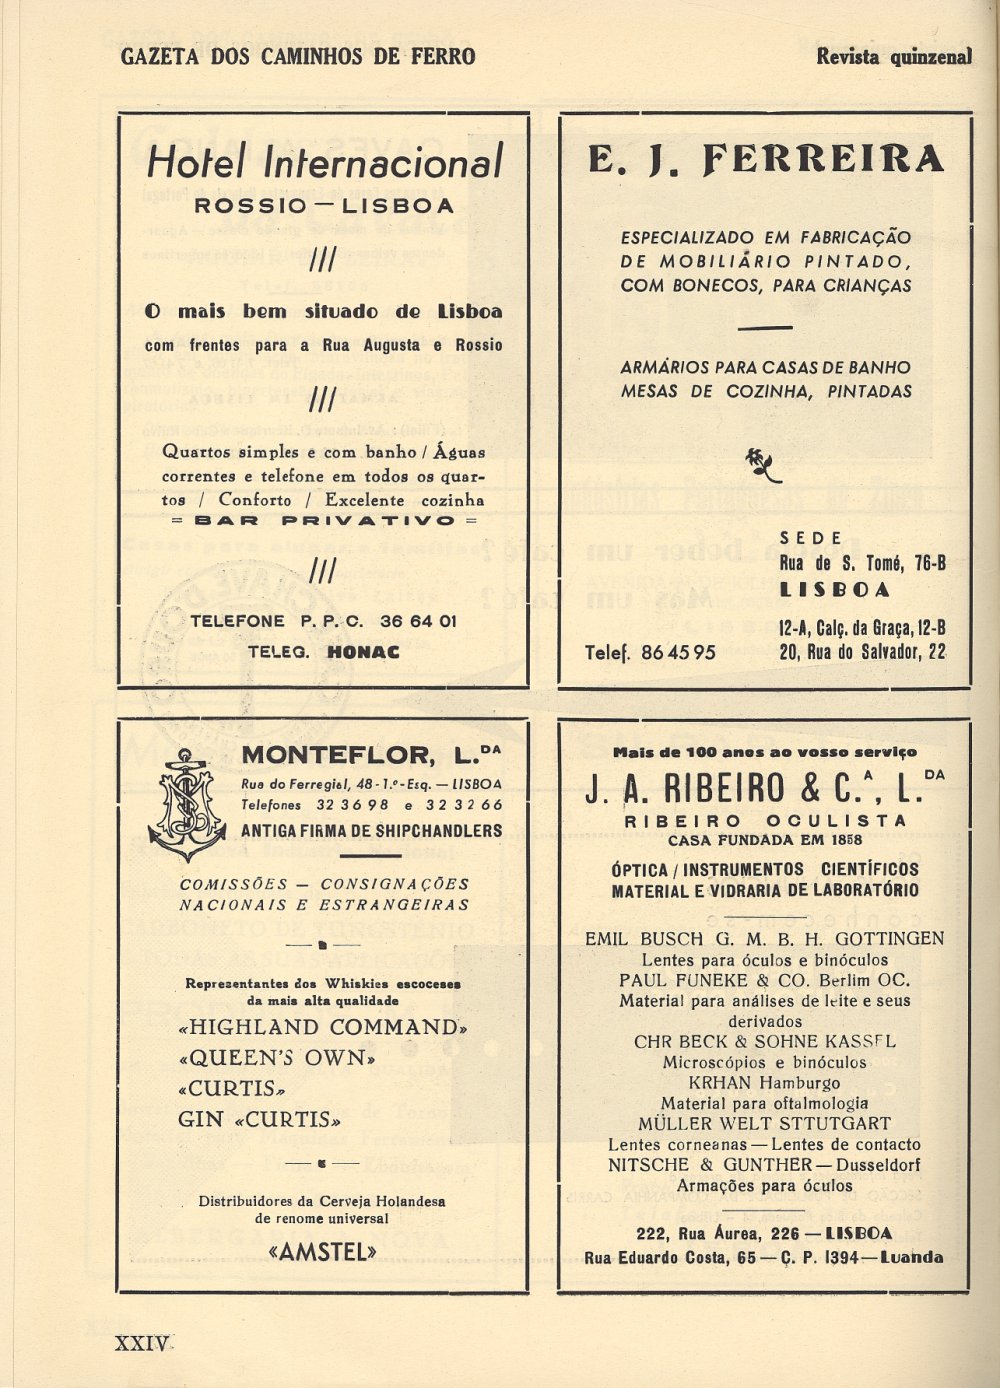 GAZETA DOS CAMINHOS DE FERRO
Revista quinzenal
Hotel Internacional
ROSSIO — LISBOA
///
O mais bem situado de Lisboa
com frentes para a Rua Augusta e Rossio
///
Quartos simples e com banho / Águas
correntes e telefone em todos os quar-
tos / Conforto / Excelente cozinha
= BAR PRIVATIVO =
///
TELEFONE P. P. C. 36 64 01
TELEG. HONAC
E. J. FERREIRA
ESPECIALIZADO EM FABRICAÇÃO
DE MOBILIÁRIO PINTADO,
COM BONECOS, PARA CRIANÇAS
ARMÁRIOS PARA CASAS DE BANHO
MESAS DE COZINHA, PINTADAS
SEDE
Rua de S. Tomé, 76-B
LISBOA
12-A, Calç. da Graça, 12-B
Telef. 86 45 95 20, Rua do Salvador, 22
MONTEFLOR, L.DA
Rua do Ferregial, 48-1.º-Esq. — LISBOA
Telefones 32 36 98 e 32 32 66
ANTIGA FIRMA DE SHIPCHANDLERS
COMISSÕES — CONSIGNAÇÕES
NACIONAIS E ESTRANGEIRAS
Representantes dos Whiskies escoceses
da mais alta qualidade
«HIGHLAND COMMAND»
«QUEEN'S OWN»
«CURTIS»
GIN «CURTIS»
Distribuidores da Cerveja Holandesa
de renome universal
«AMSTEL»
Mais de 100 anos ao vosso serviço
J. A. RIBEIRO & C.A, L.DA
RIBEIRO OCULISTA
CASA FUNDADA EM 1858
ÓPTICA / INSTRUMENTOS CIENTÍFICOS
MATERIAL E VIDRARIA DE LABORATÓRIO
EMIL BUSCH G. M. B. H. GOTTINGEN
Lentes para óculos e binóculos
PAUL FUNEKE & CO. Berlim OC.
Material para análises de leite e seus
derivados
CHR BECK & SOHNE KASSEL
Microscópios e binóculos
KRHAN Hamburgo
Material para oftalmologia
MÜLLER WELT STTUTGART
Lentes corneanas — Lentes de contacto
NITSCHE & GUNTHER — Dusseldorf
Armações para óculos
222, Rua Áurea, 226 — LISBOA
Rua Eduardo Costa, 65 — C. P. 1394 — Luanda
XXIV